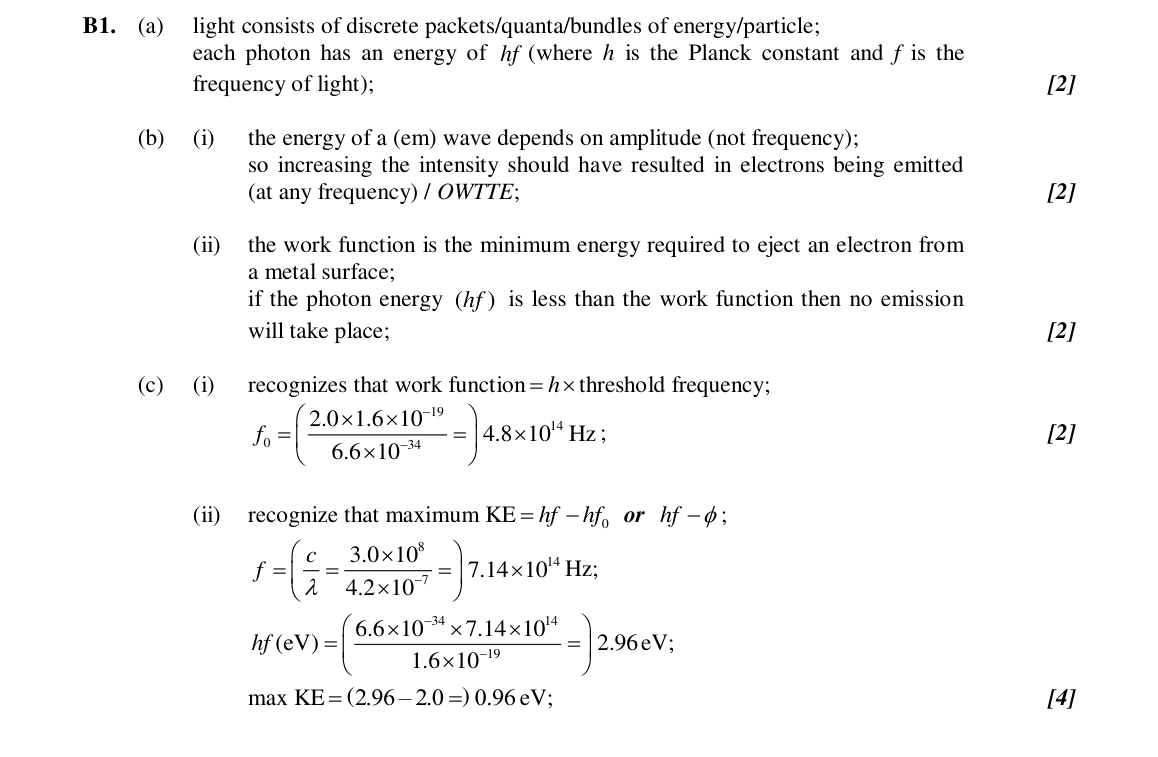 B1. (a) light consists of discrete packets/quanta/bundles of energy/particle;
each photon has an energy of hf (where h is the Planck constant and f is the
frequency of light); [2]
(b) (i) the energy of a (em) wave depends on amplitude (not frequency);
so increasing the intensity should have resulted in electrons being emitted
(at any frequency) / OWTTE; [2]
(ii) the work function is the minimum energy required to eject an electron from
a metal surface;
if the photon energy (hf) is less than the work function then no emission
will take place; [2]
(c) (i) recognizes that work function = h × threshold frequency;
f₀ = ( (2.0×1.6×10⁻¹⁹)/(6.6×10⁻³⁴) = ) 4.8×10¹⁴ Hz; [2]
(ii) recognize that maximum KE = hf − hf₀ or hf − ϕ;
f = ( c/λ = (3.0×10⁸)/(4.2×10⁻⁷) = ) 7.14×10¹⁴ Hz;
hf (eV) = ( (6.6×10⁻³⁴ × 7.14×10¹⁴)/(1.6×10⁻¹⁹) = ) 2.96 eV;
max KE = (2.96 − 2.0 =) 0.96 eV; [4]